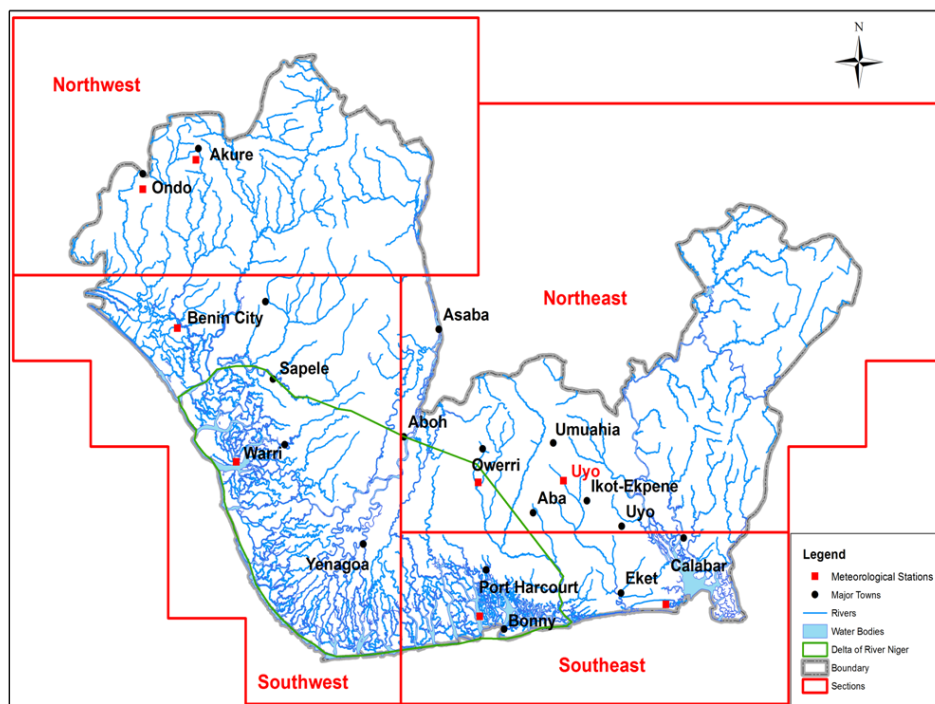 Northwest
Akure
Ondo
Northeast
Benin City
Asaba
Sapele
Aboh
Umuahia
Warri
Owerri
Uyo
Ikot-Ekpene
Aba
Uyo
Yenagoa
Calabar
Port Harcourt
Eket
Bonny
Southeast
Southwest
Legend
Meteorological Stations
Major Towns
Rivers
Water Bodies
Delta of River Niger
Boundary
Sections